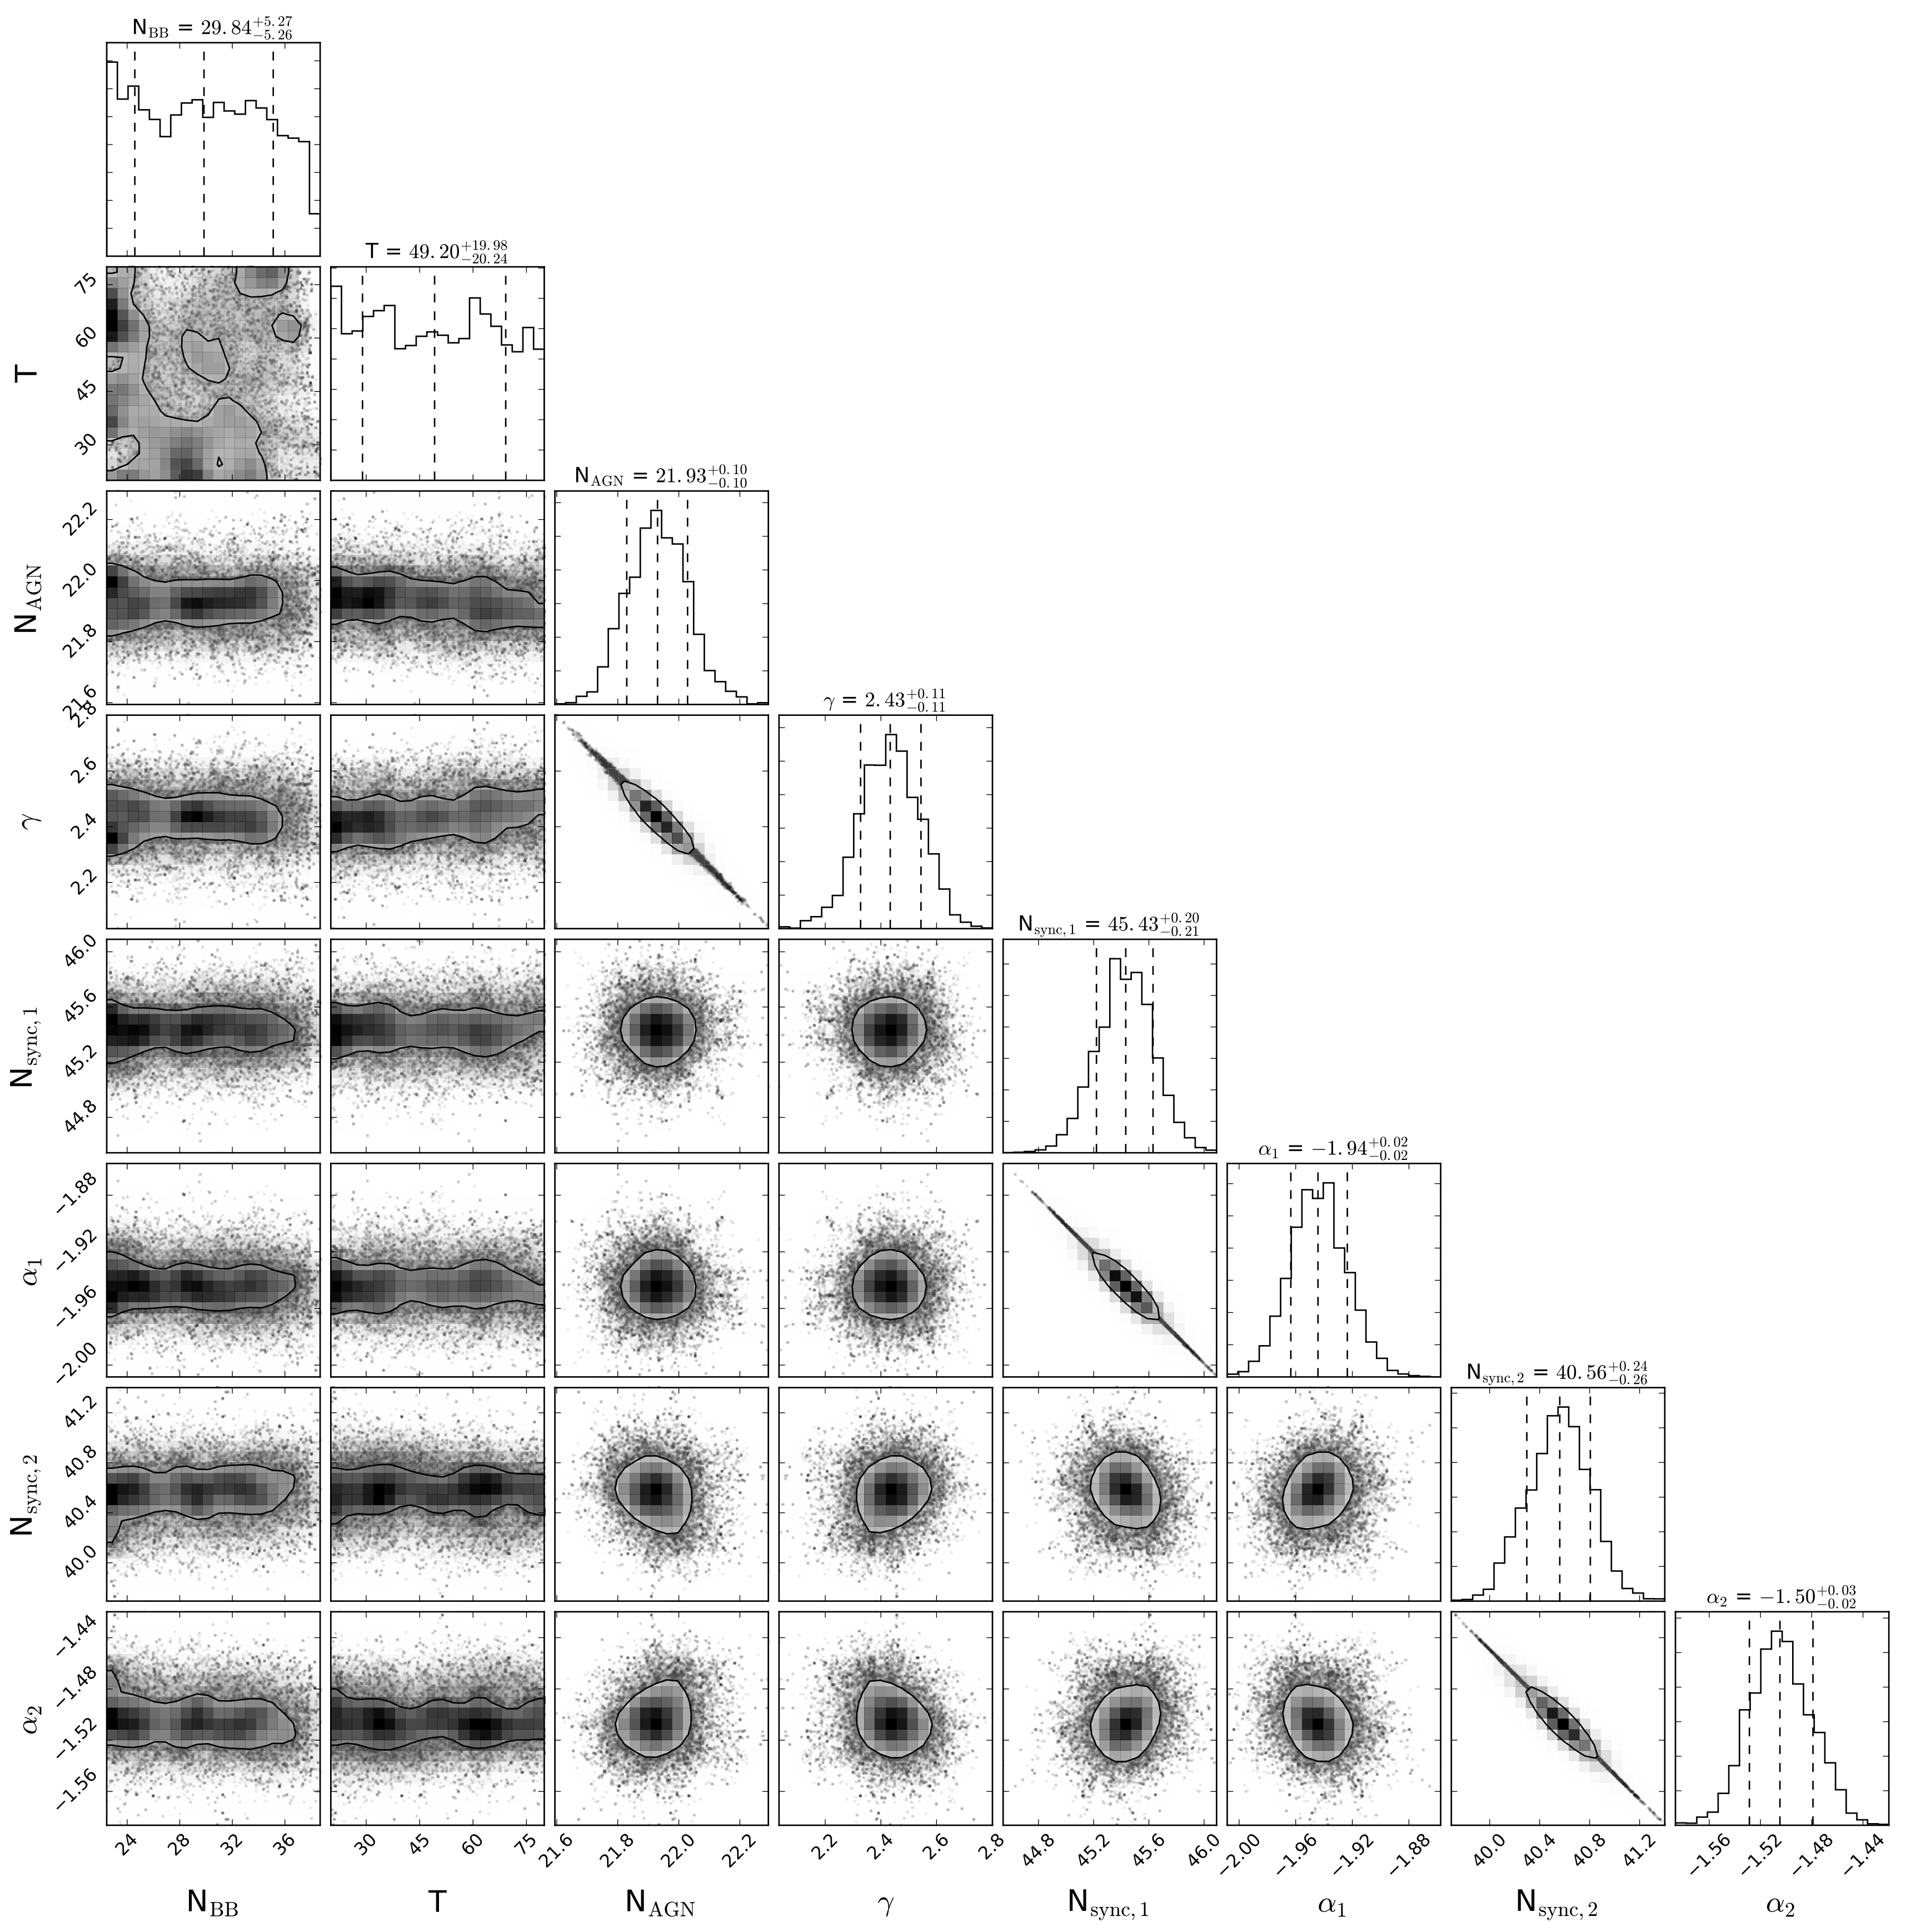 N_BB = 29.84^{+5.27}_{-5.26}
T = 49.20^{+19.98}_{-20.24}
75
60
45
30
T
N_AGN = 21.93^{+0.10}_{-0.10}
22.2
22.0
21.8
21.6
N_AGN
γ = 2.43^{+0.11}_{-0.11}
2.8
2.6
2.4
2.2
γ
N_sync,1 = 45.43^{+0.20}_{-0.21}
46.0
45.6
45.2
44.8
N_sync,1
α_1 = −1.94^{+0.02}_{-0.02}
−1.88
−1.92
−1.96
−2.00
α_1
N_sync,2 = 40.56^{+0.24}_{-0.26}
41.2
40.8
40.4
40.0
N_sync,2
α_2 = −1.50^{+0.03}_{-0.02}
−1.44
−1.48
−1.52
−1.56
α_2
24 28 32 36 30 45 60 75 21.6 21.8 22.0 22.2 2.2 2.4 2.6 2.8 44.8 45.2 45.6 46.0 −2.00 −1.96 −1.92 −1.88 40.0 40.4 40.8 41.2 −1.56 −1.52 −1.48 −1.44
N_BB T N_AGN γ N_sync,1 α_1 N_sync,2 α_2